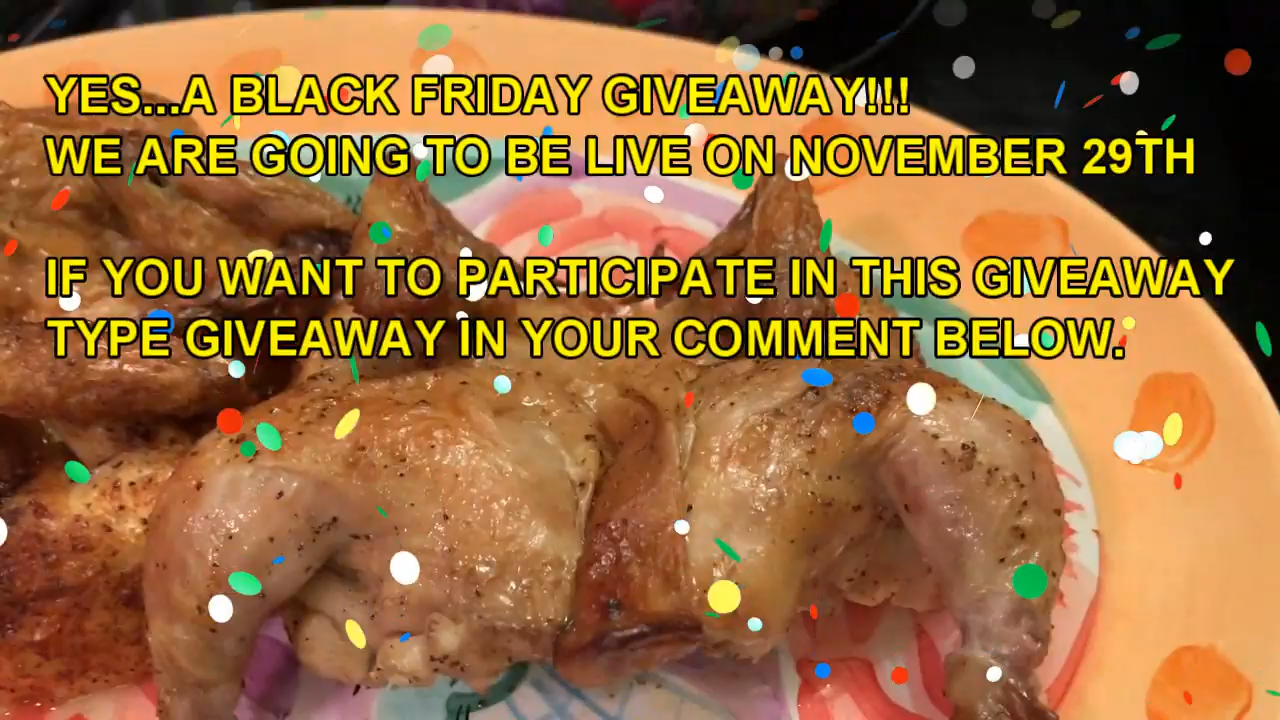 YES...A BLACK FRIDAY GIVEAWAY!!!
WE ARE GOING TO BE LIVE ON NOVEMBER 29TH
IF YOU WANT TO PARTICIPATE IN THIS GIVEAWAY
TYPE GIVEAWAY IN YOUR COMMENT BELOW.